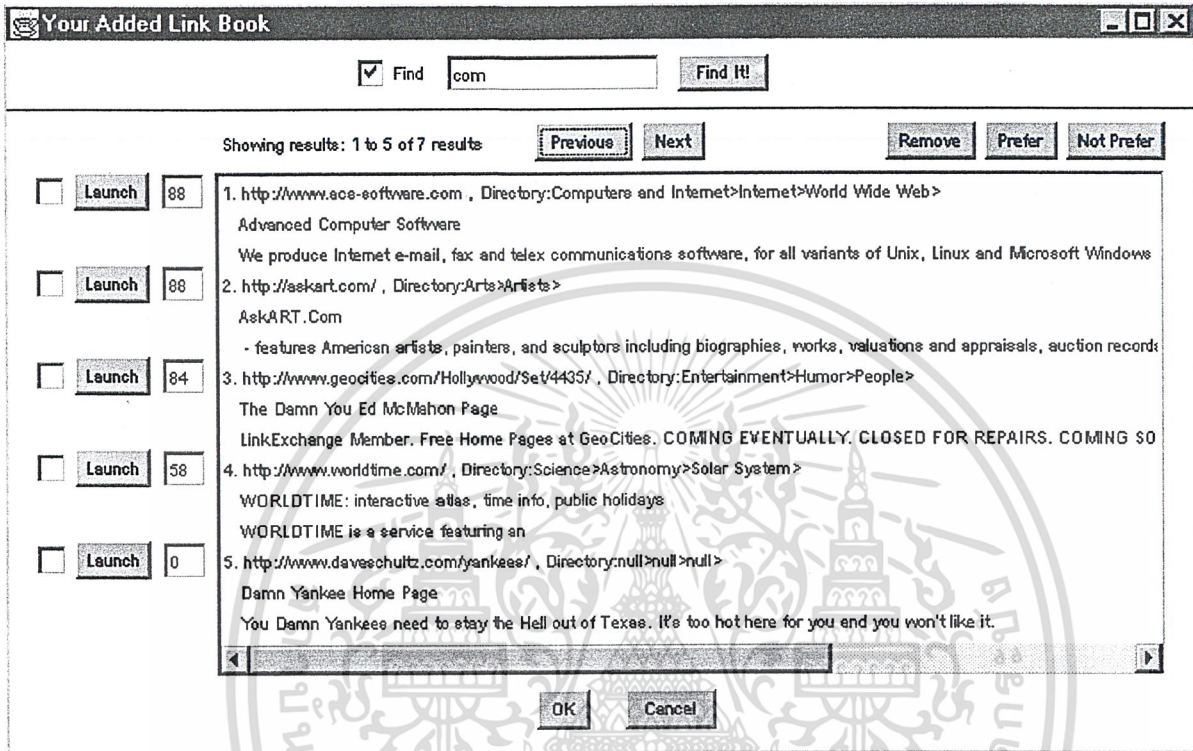 Your Added Link Book
Find com Find It!
Showing results: 1 to 5 of 7 results Previous Next Remove Prefer Not Prefer
Launch 88 1. http://www.acs-software.com , Directory:Computers and Internet>Internet>World Wide Web>
Advanced Computer Software
We produce Internet e-mail, fax and telex communications software, for all variants of Unix, Linux and Microsoft Windows
Launch 88 2. http://askart.com/ , Directory:Arts>Artists>
AskART.Com
- features American artists, painters, and sculptors including biographies, works, valuations and appraisals, auction records
Launch 84 3. http://www.geocities.com/Hollywood/Set/4435/ , Directory:Entertainment>Humor>People>
The Damn You Ed McMahon Page
LinkExchange Member. Free Home Pages at GeoCities. COMING EVENTUALLY. CLOSED FOR REPAIRS. COMING SO
Launch 58 4. http://www.worldtime.com/ , Directory:Science>Astronomy>Solar System>
WORLDTIME: interactive atlas, time info, public holidays
WORLDTIME is a service featuring an
Launch 0 5. http://www.daveschultz.com/yankees/ , Directory:null>null>null>
Damn Yankee Home Page
You Damn Yankees need to stay the Hell out of Texas. It's too hot here for you and you won't like it.
OK Cancel